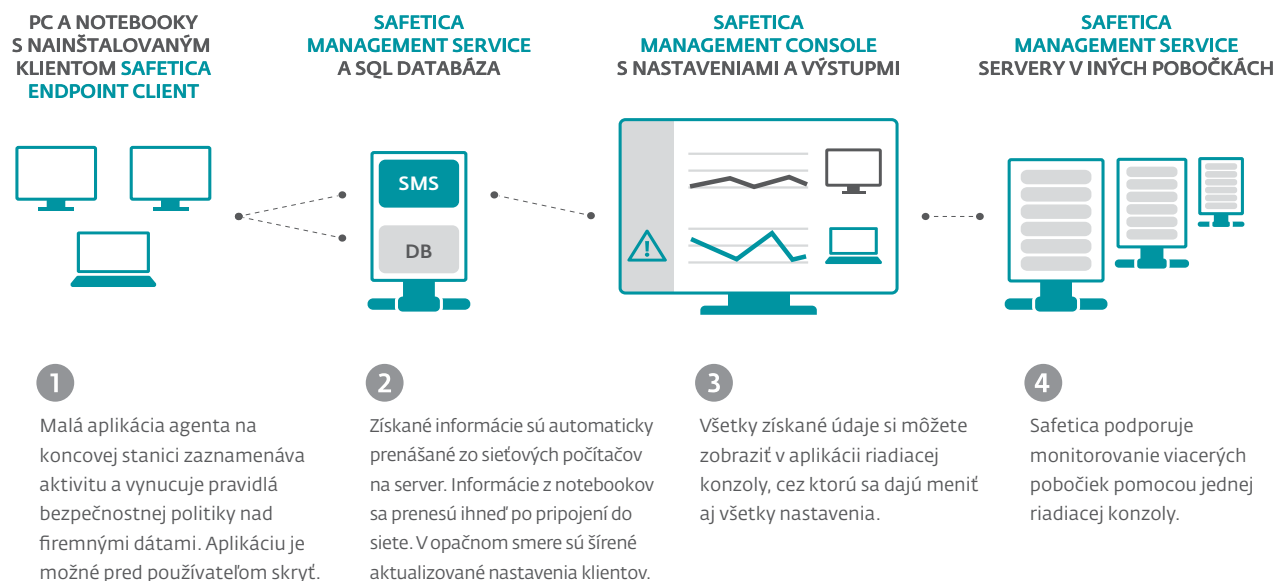 PC A NOTEBOOKY
S NAINŠTALOVANÝM
KLIENTOM SAFETICA
ENDPOINT CLIENT
SAFETICA
MANAGEMENT SERVICE
A SQL DATABÁZA
SAFETICA
MANAGEMENT CONSOLE
S NASTAVENIAMI A VÝSTUPMI
SAFETICA
MANAGEMENT SERVICE
SERVERY V INÝCH POBOČKÁCH
SMS
DB
1
Malá aplikácia agenta na
koncovej stanici zaznamenáva
aktivitu a vynucuje pravidlá
bezpečnostnej politiky nad
firemnými dátami. Aplikáciu je
možné pred používateľom skryť.
2
Získané informácie sú automaticky
prenášané zo sieťových počítačov
na server. Informácie z notebookov
sa prenesú ihneď po pripojení do
siete. V opačnom smere sú šírené
aktualizované nastavenia klientov.
3
Všetky získané údaje si môžete
zobraziť v aplikácii riadiacej
konzoly, cez ktorú sa dajú meniť
aj všetky nastavenia.
4
Safetica podporuje
monitorovanie viacerých
pobočiek pomocou jednej
riadiacej konzoly.